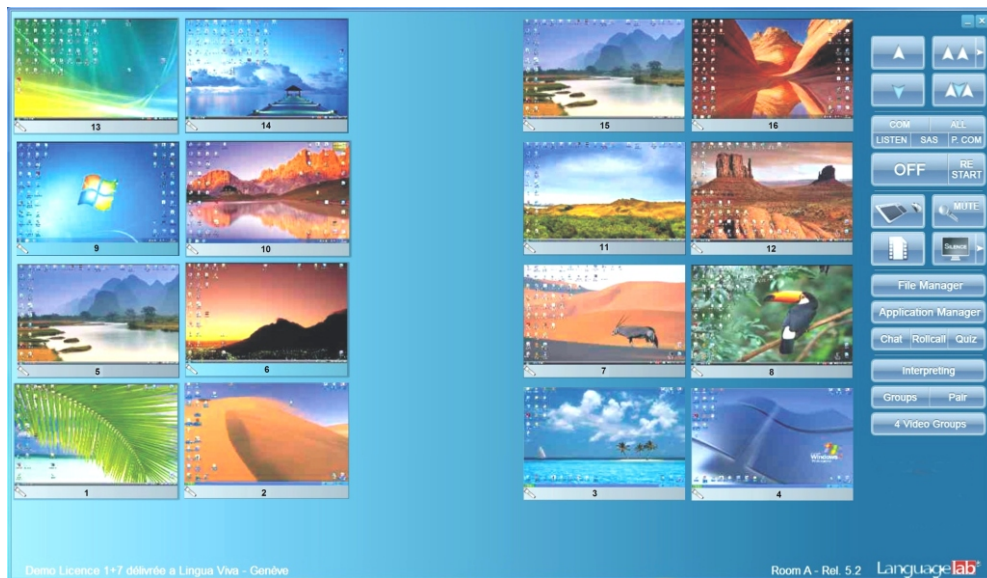 13
14
15
16
COM ALL
LISTEN SAS P. COM
OFF RE START
9
10
11
12
MUTE
SILENCE
File Manager
Application Manager
Chat Rollcall Quiz
5
6
7
8
Interpreting
Groups Pair
4 Video Groups
1
2
3
4
Windows
Demo Licence 1+7 délivrée a Lingua Viva - Genève
Room A - Rel. 5.2
Languagelab